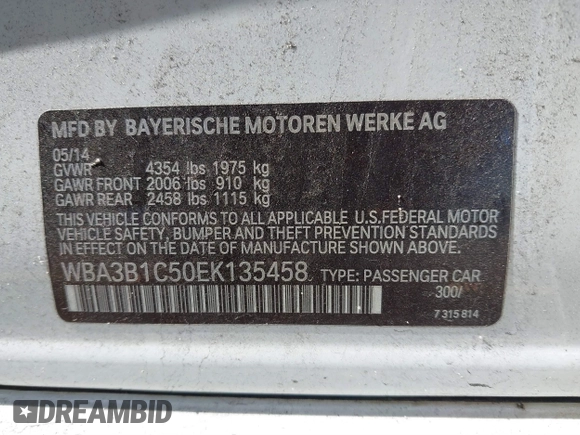 MFD BY BAYERISCHE MOTOREN WERKE AG
05/14
GVWR 4354 lbs 1975 kg
GAWR FRONT 2006 lbs 910 kg
GAWR REAR 2458 lbs 1115 kg
THIS VEHICLE CONFORMS TO ALL APPLICABLE U.S.FEDERAL MOTOR
VEHICLE SAFETY, BUMPER AND THEFT PREVENTION STANDARDS
IN EFFECT ON THE DATE OF MANUFACTURE SHOWN ABOVE.
WBA3B1C50EK135458 TYPE: PASSENGER CAR
300/
7 315 814
DREAMBID